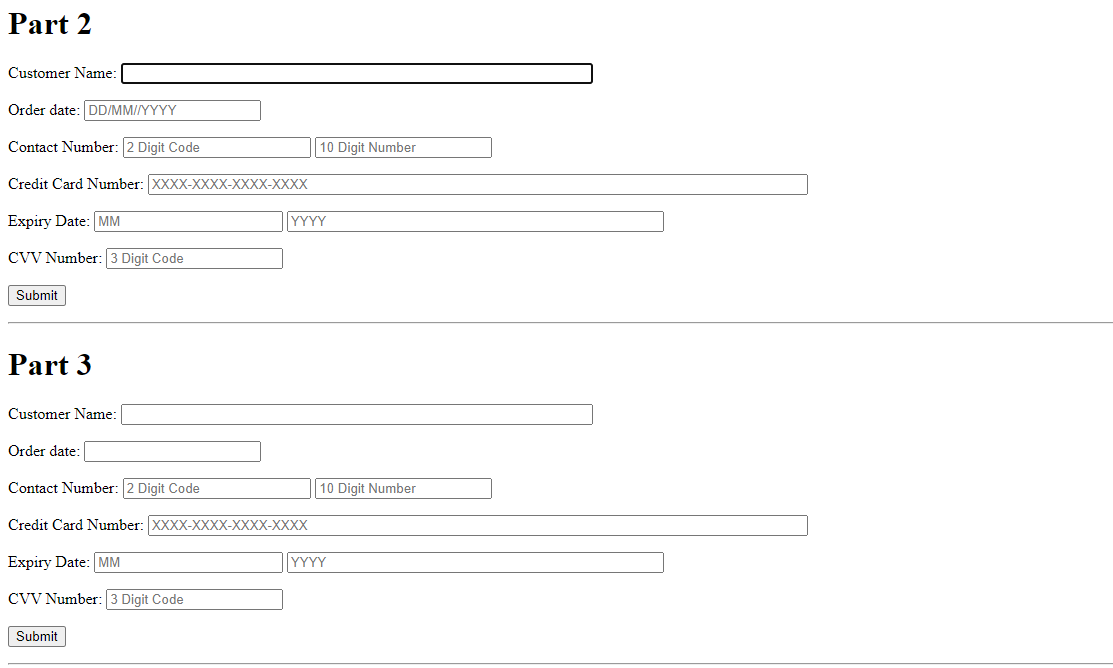 Part 2
Customer Name:
Order date: DD/MM//YYYY
Contact Number: 2 Digit Code 10 Digit Number
Credit Card Number: XXXX-XXXX-XXXX-XXXX
Expiry Date: MM YYYY
CVV Number: 3 Digit Code
Submit
Part 3
Customer Name:
Order date:
Contact Number: 2 Digit Code 10 Digit Number
Credit Card Number: XXXX-XXXX-XXXX-XXXX
Expiry Date: MM YYYY
CVV Number: 3 Digit Code
Submit